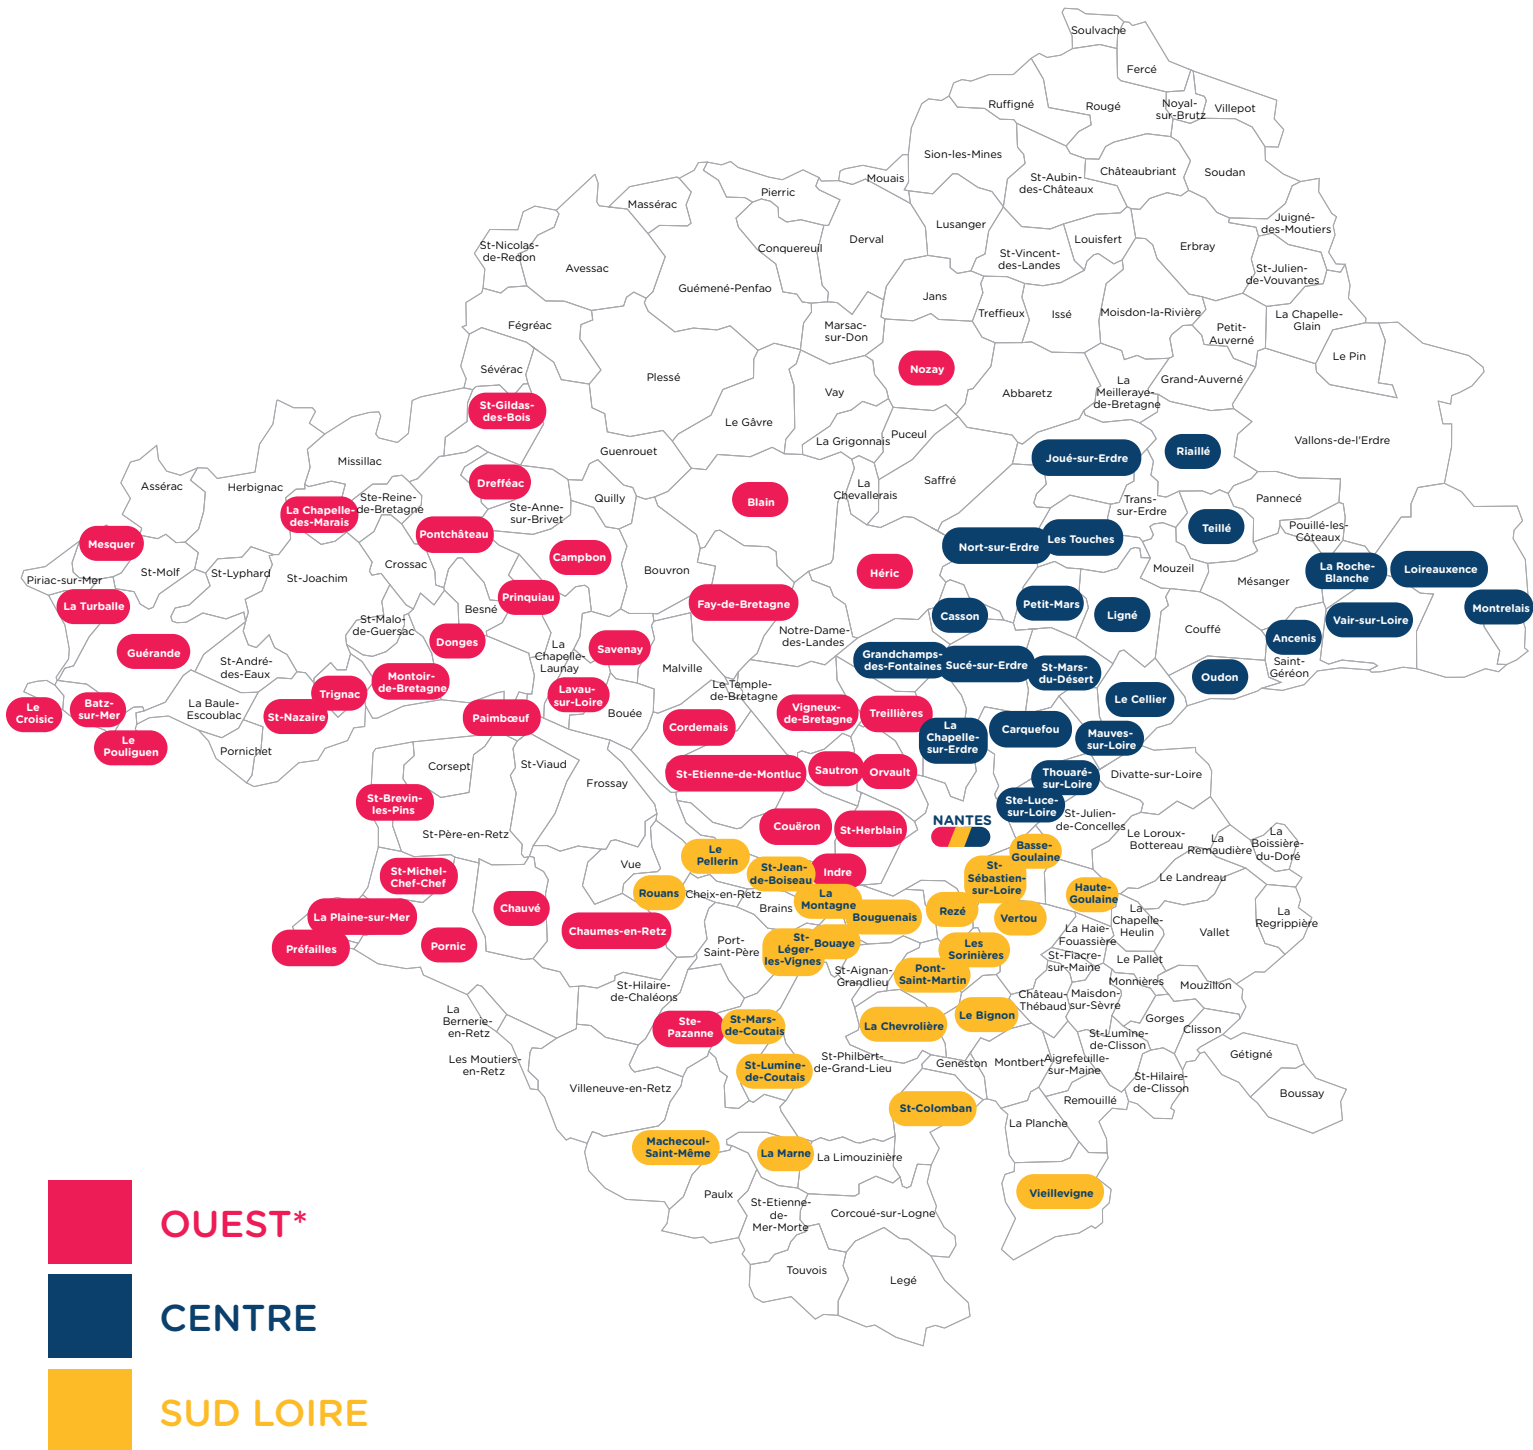 Soulvache
Fercé
Ruffigné
Rougé
Noyal-
sur-Brutz
Villepot
Sion-les-Mines
Mouais
St-Aubin-
des-Châteaux
Châteaubriant
Soudan
Pierric
Massérac
Lusanger
Juigné-
des-Moutiers
St-Nicolas-
de-Redon
Avessac
Conquereuil
Derval
St-Vincent-
des-Landes
Louisfert
Erbray
St-Julien-
de-Vouvantes
Guémené-Penfao
Jans
Treffieux
Issé
Moisdon-la-Rivière
La Chapelle-
Glain
Fégréac
Marsac-
sur-Don
Petit-
Auverné
Le Pin
Sévérac
Plessé
Nozay
Vay
Abbaretz
La
Meilleraye-
de-Bretagne
Grand-Auverné
St-Gildas-
des-Bois
Le Gâvre
La Grigonnais
Puceul
Vallons-de-l'Erdre
Missillac
Guenrouet
Joué-sur-Erdre
Riaillé
Assérac
Herbignac
Drefféac
Saffré
La
Chevallerais
Ste-Reine-
de-Bretagne
La Chapelle-
des-Marais
Ste-Anne-
sur-Brivet
Quilly
Blain
Trans-
sur-Erdre
Pannecé
Teillé
Pouillé-les-
Côteaux
Mesquer
Pontchâteau
Nort-sur-Erdre
Les Touches
Campbon
Crossac
Bouvron
Héric
Mouzeil
Mésanger
La Roche-
Blanche
Loireauxence
Piriac-sur-Mer
St-Molf
St-Lyphard
St-Joachim
La Turballe
Prinquiau
Besné
Fay-de-Bretagne
Casson
Petit-Mars
Ligné
Couffé
Ancenis
Vair-sur-Loire
Montrelais
St-Malo-
de-Guersac
Donges
Notre-Dame-
des-Landes
Guérande
Savenay
La
Chapelle-
Launay
Malville
Grandchamps-
des-Fontaines
Sucé-sur-Erdre
St-Mars-
du-Désert
Saint-
Géréon
Oudon
St-André-
des-Eaux
Montoir-
de-Bretagne
Trignac
Lavau-
sur-Loire
Le Temple-
de-Bretagne
Le Cellier
Le
Croisic
Batz-
sur-Mer
La Baule-
Escoublac
St-Nazaire
Paimbœuf
Bouée
Cordemais
Vigneux-
de-Bretagne
Treillières
La
Chapelle-
sur-Erdre
Carquefou
Mauves-
sur-Loire
Le
Pouliguen
Pornichet
Corsept
St-Viaud
Frossay
St-Etienne-de-Montluc
Sautron
Orvault
Thouaré-
sur-Loire
Divatte-sur-Loire
St-Brevin-
les-Pins
Ste-Luce-
sur-Loire
St-Julien-
de-Concelles
St-Père-en-Retz
Couëron
St-Herblain
NANTES
Le Loroux-
Bottereau
La
Remaudière
La
Boissière-
du-Doré
Le
Pellerin
Vue
St-Jean-
de-Boiseau
Indre
Basse-
Goulaine
St-
Sébastien-
sur-Loire
Le Landreau
St-Michel-
Chef-Chef
Rouans
Cheix-en-Retz
Brains
La
Montagne
Haute-
Goulaine
La Plaine-sur-Mer
Chauvé
Bouguenais
Rezé
Vertou
La
Chapelle-
Heulin
La
Regrippière
Vallet
Préfailles
Pornic
Chaumes-en-Retz
Port-
Saint-Père
St-
Léger-
les-Vignes
Bouaye
Les
Sorinières
La Haie-
Fouassière
St-Fiacre-
sur-Maine
Le Pallet
St-Aignan-
Grandlieu
Pont-
Saint-Martin
Monnières
Mouzillon
St-Hilaire-
de-Chaléons
Château-
Thébaud
Maisdon-
sur-Sèvre
La
Bernerie-
en-Retz
Ste-
Pazanne
St-Mars-
de-Coutais
La Chevrolière
Le Bignon
Gorges
Clisson
St-Lumine-
de-Clisson
Les Moutiers-
en-Retz
St-Lumine-
de-Coutais
St-Philbert-
de-Grand-Lieu
Geneston
Montbert
Aigrefeuille-
sur-Maine
Gétigné
Villeneuve-en-Retz
St-Hilaire-
de-Clisson
Boussay
St-Colomban
Remouillé
La Planche
Machecoul-
Saint-Même
La Marne
La Limouzinière
Paulx
Vieillevigne
St-Etienne-
de-
Mer-Morte
Corcoué-sur-Logne
Touvois
Legé
OUEST*
CENTRE
SUD LOIRE